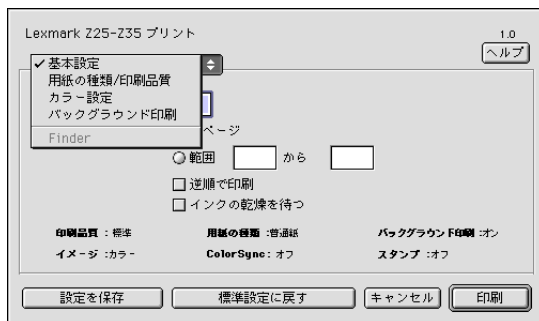 Lexmark Z25-Z35 プリント
1.0
ヘルプ
✓基本設定
用紙の種類/印刷品質
カラー設定
バックグラウンド印刷
Finder
ページ
範囲 から
逆順で印刷
インクの乾燥を待つ
印刷品質 : 標準 用紙の種類 :普通紙 バックグラウンド印刷 :オン
イメージ :カラー ColorSync: オフ スタンプ :オフ
設定を保存 標準設定に戻す キャンセル 印刷